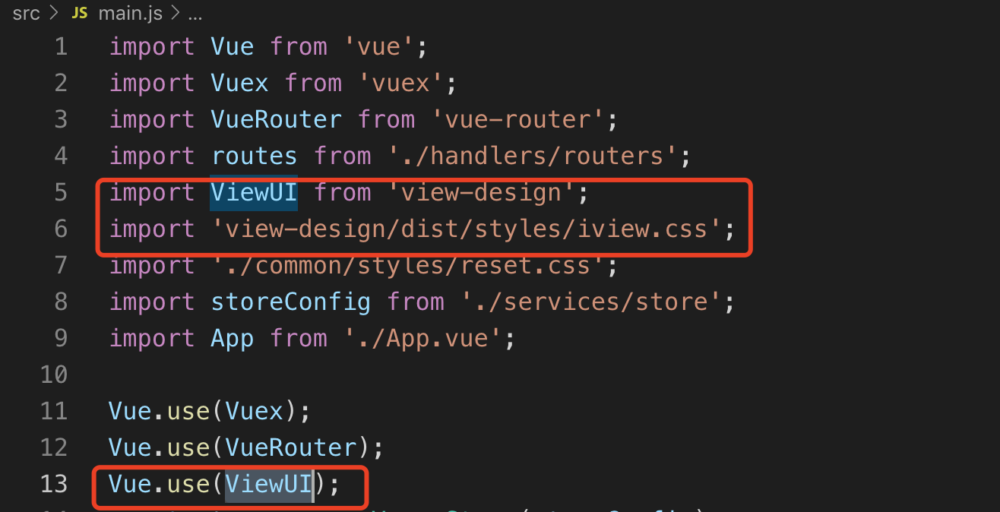 src > JS main.js > ...
1 import Vue from 'vue';
2 import Vuex from 'vuex';
3 import VueRouter from 'vue-router';
4 import routes from './handlers/routers';
5 import ViewUI from 'view-design';
6 import 'view-design/dist/styles/iview.css';
7 import './common/styles/reset.css';
8 import storeConfig from './services/store';
9 import App from './App.vue';
10
11 Vue.use(Vuex);
12 Vue.use(VueRouter);
13 Vue.use(ViewUI);